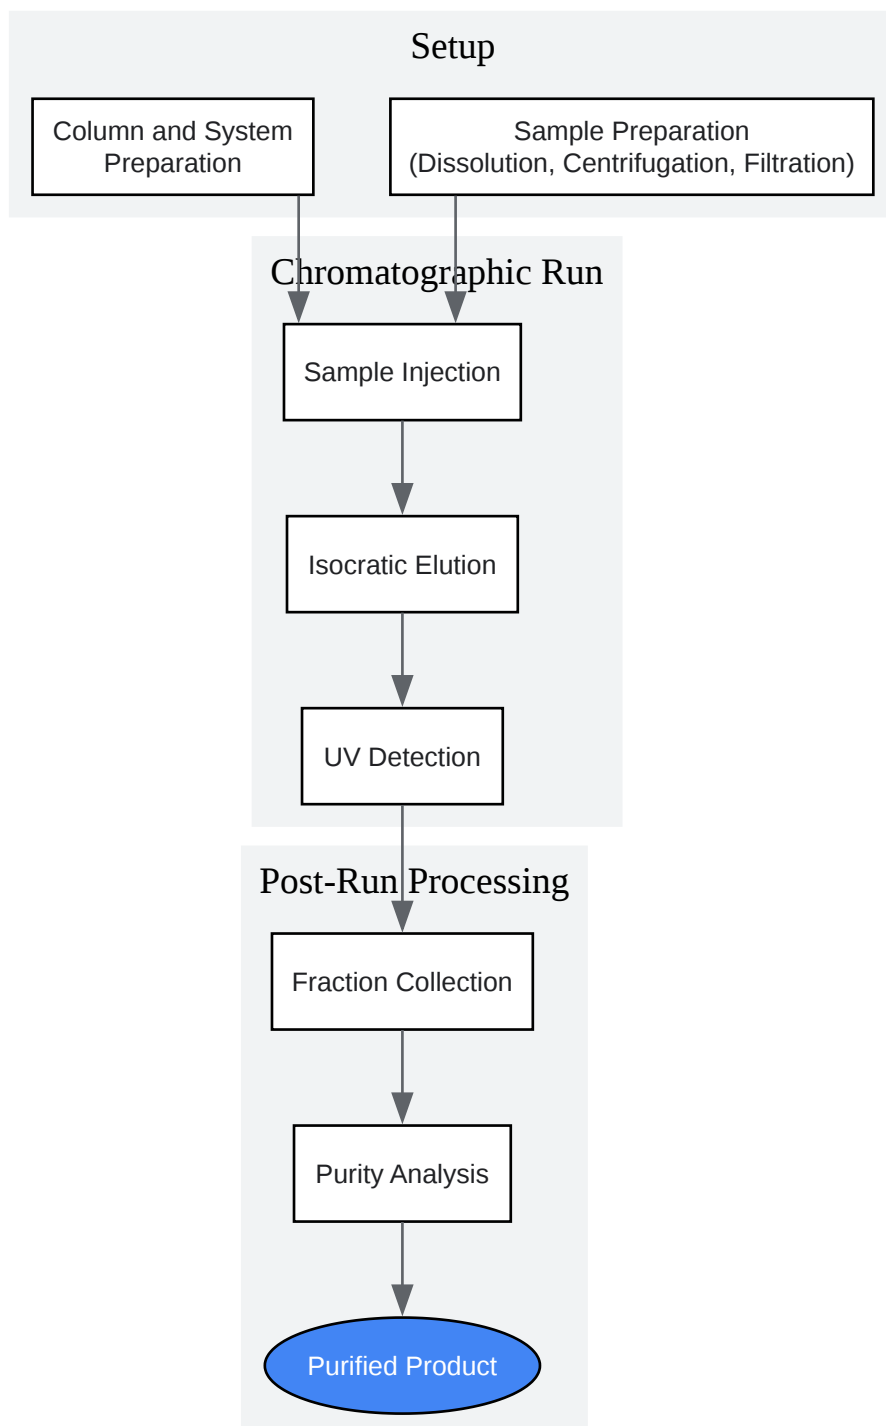 Setup
Column and System
Preparation
Sample Preparation
(Dissolution, Centrifugation, Filtration)
Chromatographic Run
Sample Injection
Isocratic Elution
UV Detection
Post-Run Processing
Fraction Collection
Purity Analysis
Purified Product